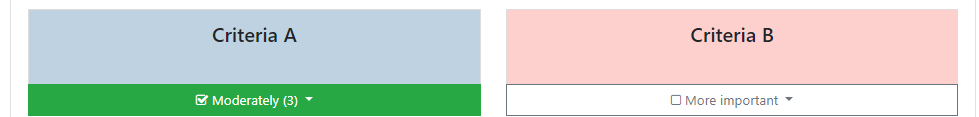 Criteria A
Criteria B
Moderately (3)
More important